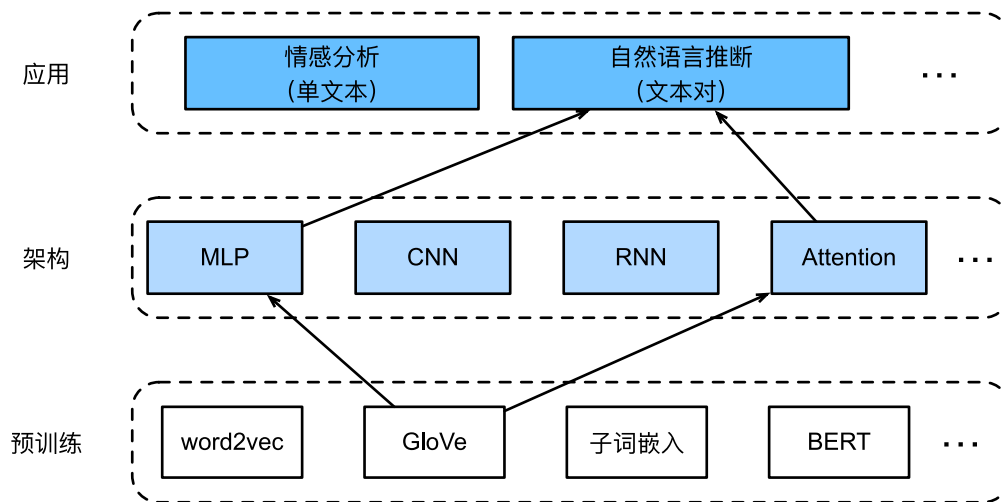 应用
情感分析
（单文本）
自然语言推断
（文本对）
...
架构
MLP
CNN
RNN
Attention
...
预训练
word2vec
GloVe
子词嵌入
BERT
...